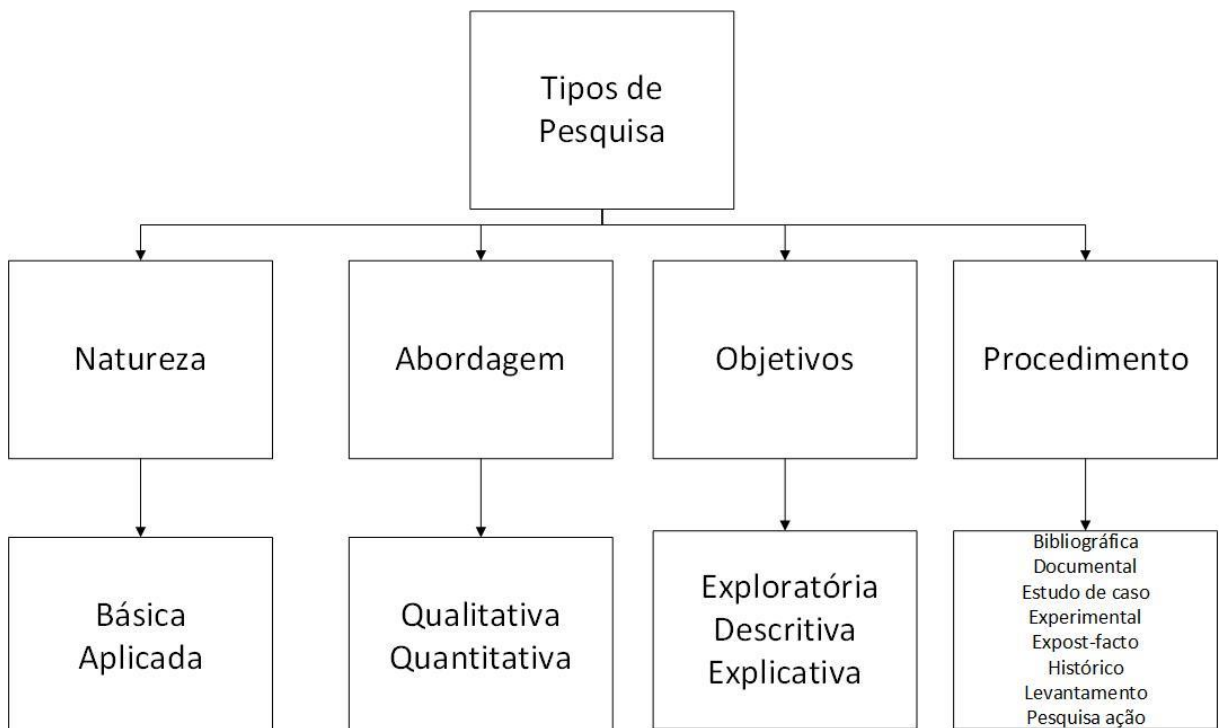 Tipos de
Pesquisa
Natureza
Abordagem
Objetivos
Procedimento
Básica
Aplicada
Qualitativa
Quantitativa
Exploratória
Descritiva
Explicativa
Bibliográfica
Documental
Estudo de caso
Experimental
Expost-facto
Histórico
Levantamento
Pesquisa ação